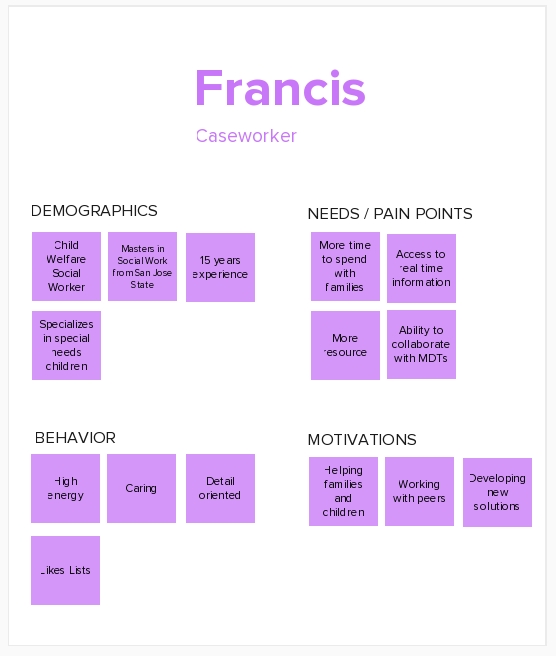 Francis
Caseworker
DEMOGRAPHICS
Child
Welfare
Social
Worker
Masters in
Social Work
from San Jose
State
15 years
experience
Specializes
in special
needs
children
NEEDS / PAIN POINTS
More time
to spend
with
families
Access to
real time
information
More
resource
Ability to
collaborate
with MDTs
BEHAVIOR
High
energy
Caring
Detail
oriented
Likes Lists
MOTIVATIONS
Helping
families
and
children
Working
with peers
Developing
new
solutions